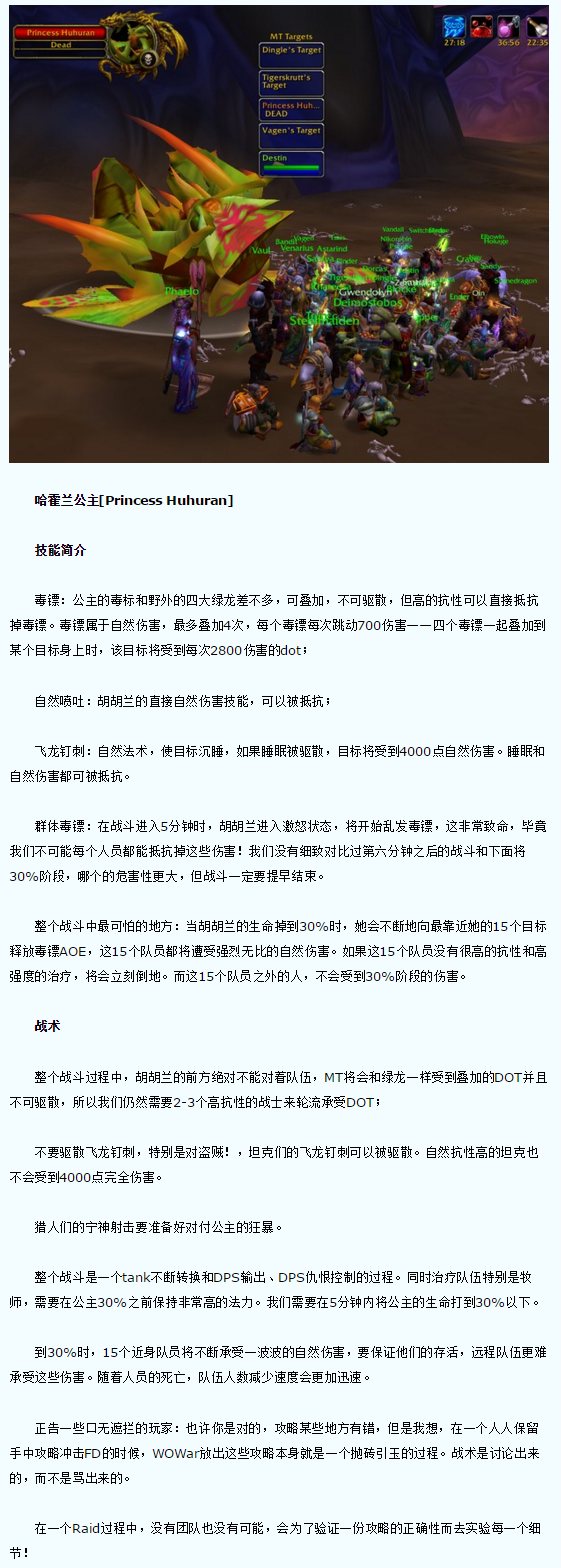 Princess Huhuran
Dead
MT Targets
Dingle's Target
Tigerskrutt's
Target
Princess Huh...
DEAD
Vagen's Target
Destin
27:18
36:56
22:35
Vandall
Elbowin
Hokage
Nikomimin
Bandit
Vagen
Venarius
Astarind
Vaul
Phaelo
Gwendolyn
Deimostobos
Ender
Oin
哈霍兰公主[Princess Huhuran]
技能简介
毒镖：公主的毒标和野外的四大绿龙差不多，可叠加，不可驱散，但高的抗性可以直接抵抗
掉毒镖。毒镖属于自然伤害，最多叠加4次，每个毒镖每次跳动700伤害——四个毒镖一起叠加到
某个目标身上时，该目标将受到每次2800伤害的dot；
自然喷吐：胡胡兰的直接自然伤害技能，可以被抵抗；
飞龙钉刺：自然法术，使目标沉睡，如果睡眠被驱散，目标将受到4000点自然伤害。睡眠和
自然伤害都可被抵抗。
群体毒镖：在战斗进入5分钟时，胡胡兰进入激怒状态，将开始乱发毒镖，这非常致命，毕竟
我们不可能每个人员都能抵抗掉这些伤害！我们没有细致对比过第六分钟之后的战斗和下面将
30%阶段，哪个的危害性更大，但战斗一定要提早结束。
整个战斗中最可怕的地方：当胡胡兰的生命掉到30%时，她会不断地向最靠近她的15个目标
释放毒镖AOE，这15个队员都将遭受强烈无比的自然伤害。如果这15个队员没有很高的抗性和高
强度的治疗，将会立刻倒地。而这15个队员之外的人，不会受到30%阶段的伤害。
战术
整个战斗过程中，胡胡兰的前方绝对不能对着队伍，MT将会和绿龙一样受到叠加的DOT并且
不可驱散，所以我们仍然需要2-3个高抗性的战士来轮流承受DOT；
不要驱散飞龙钉刺，特别是对盗贼！，坦克们的飞龙钉刺可以被驱散。自然抗性高的坦克也
不会受到4000点完全伤害。
猎人们的宁神射击要准备好对付公主的狂暴。
整个战斗是一个tank不断转换和DPS输出、DPS仇恨控制的过程。同时治疗队伍特别是牧
师，需要在公主30%之前保持非常高的法力。我们需要在5分钟内将公主的生命打到30%以下。
到30%时，15个近身队员将不断承受一波波的自然伤害，要保证他们的存活，远程队伍更难
承受这些伤害。随着人员的死亡，队伍人数减少速度会更加迅速。
正告一些口无遮拦的玩家：也许你是对的，攻略某些地方有错，但是我想，在一个人人保留
手中攻略冲击FD的时候，WOWar放出这些攻略本身就是一个抛砖引玉的过程。战术是讨论出来
的，而不是骂出来的。
在一个Raid过程中，没有团队也没有可能，会为了验证一份攻略的正确性而去实验每一个细
节！